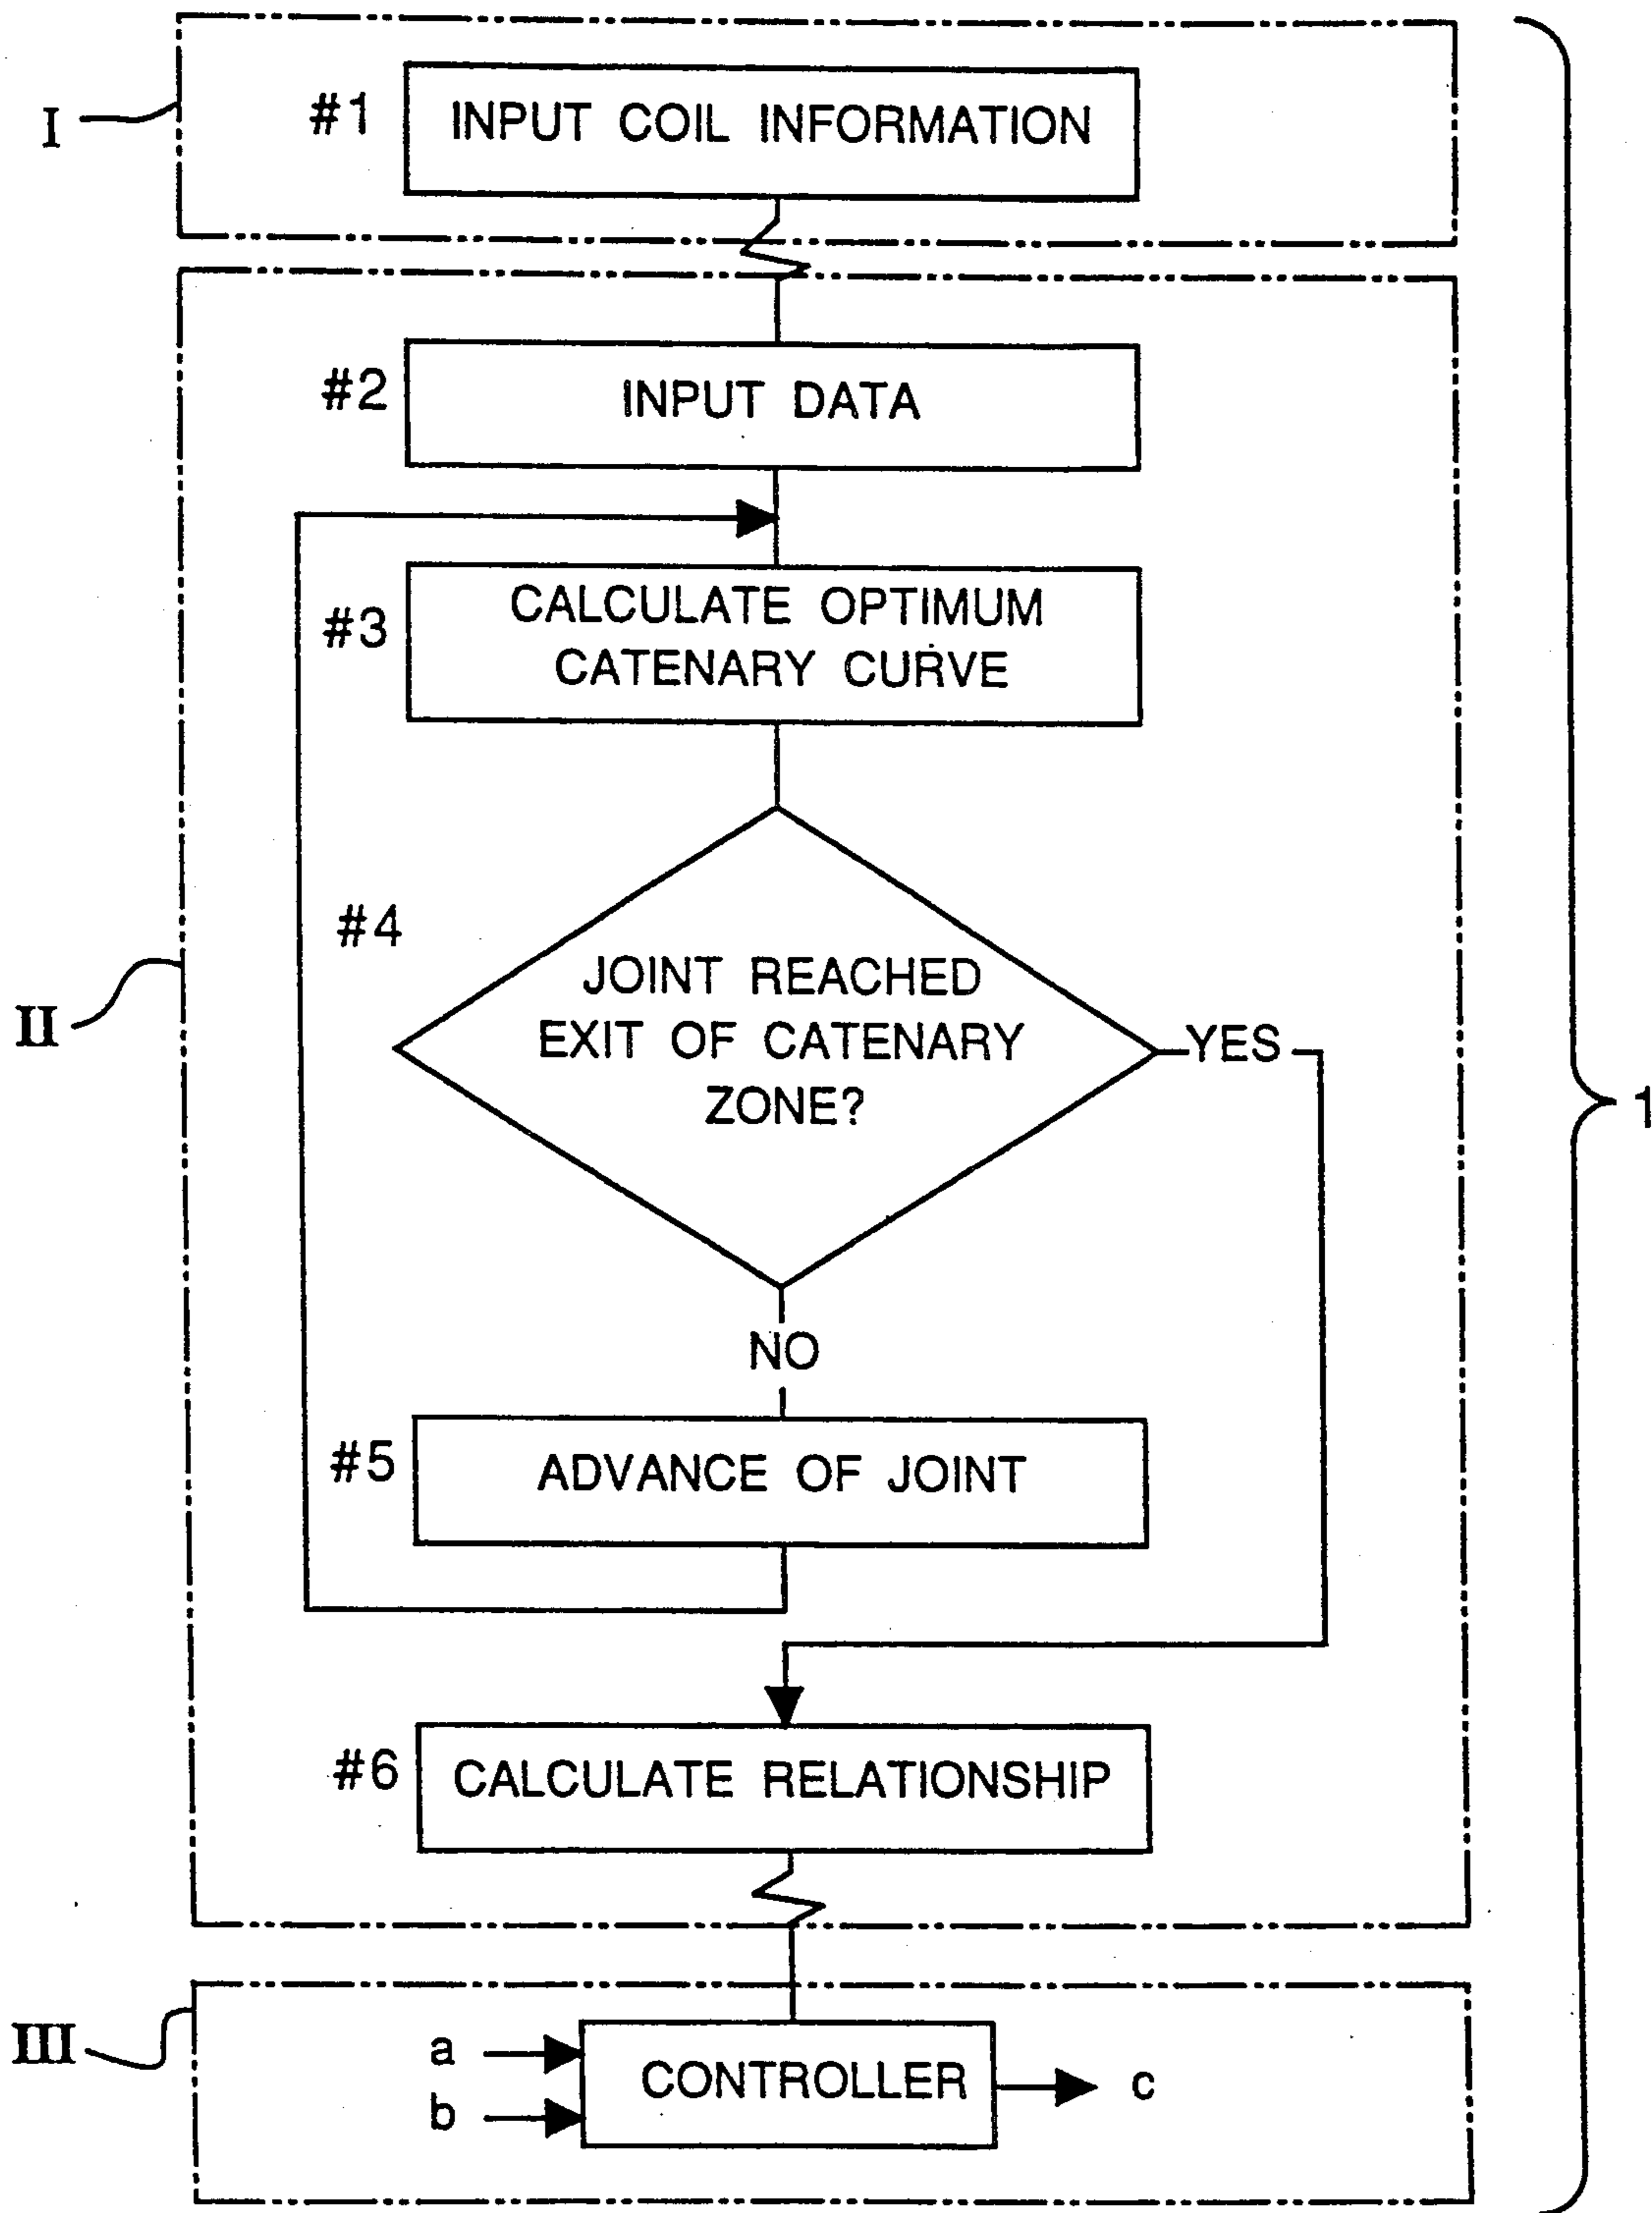 I
#1
INPUT COIL INFORMATION
#2
INPUT DATA
#3
CALCULATE OPTIMUM
CATENARY CURVE
#4
JOINT REACHED
EXIT OF CATENARY
ZONE?
YES
II
1
NO
#5
ADVANCE OF JOINT
#6
CALCULATE RELATIONSHIP
III
a
b
CONTROLLER
c